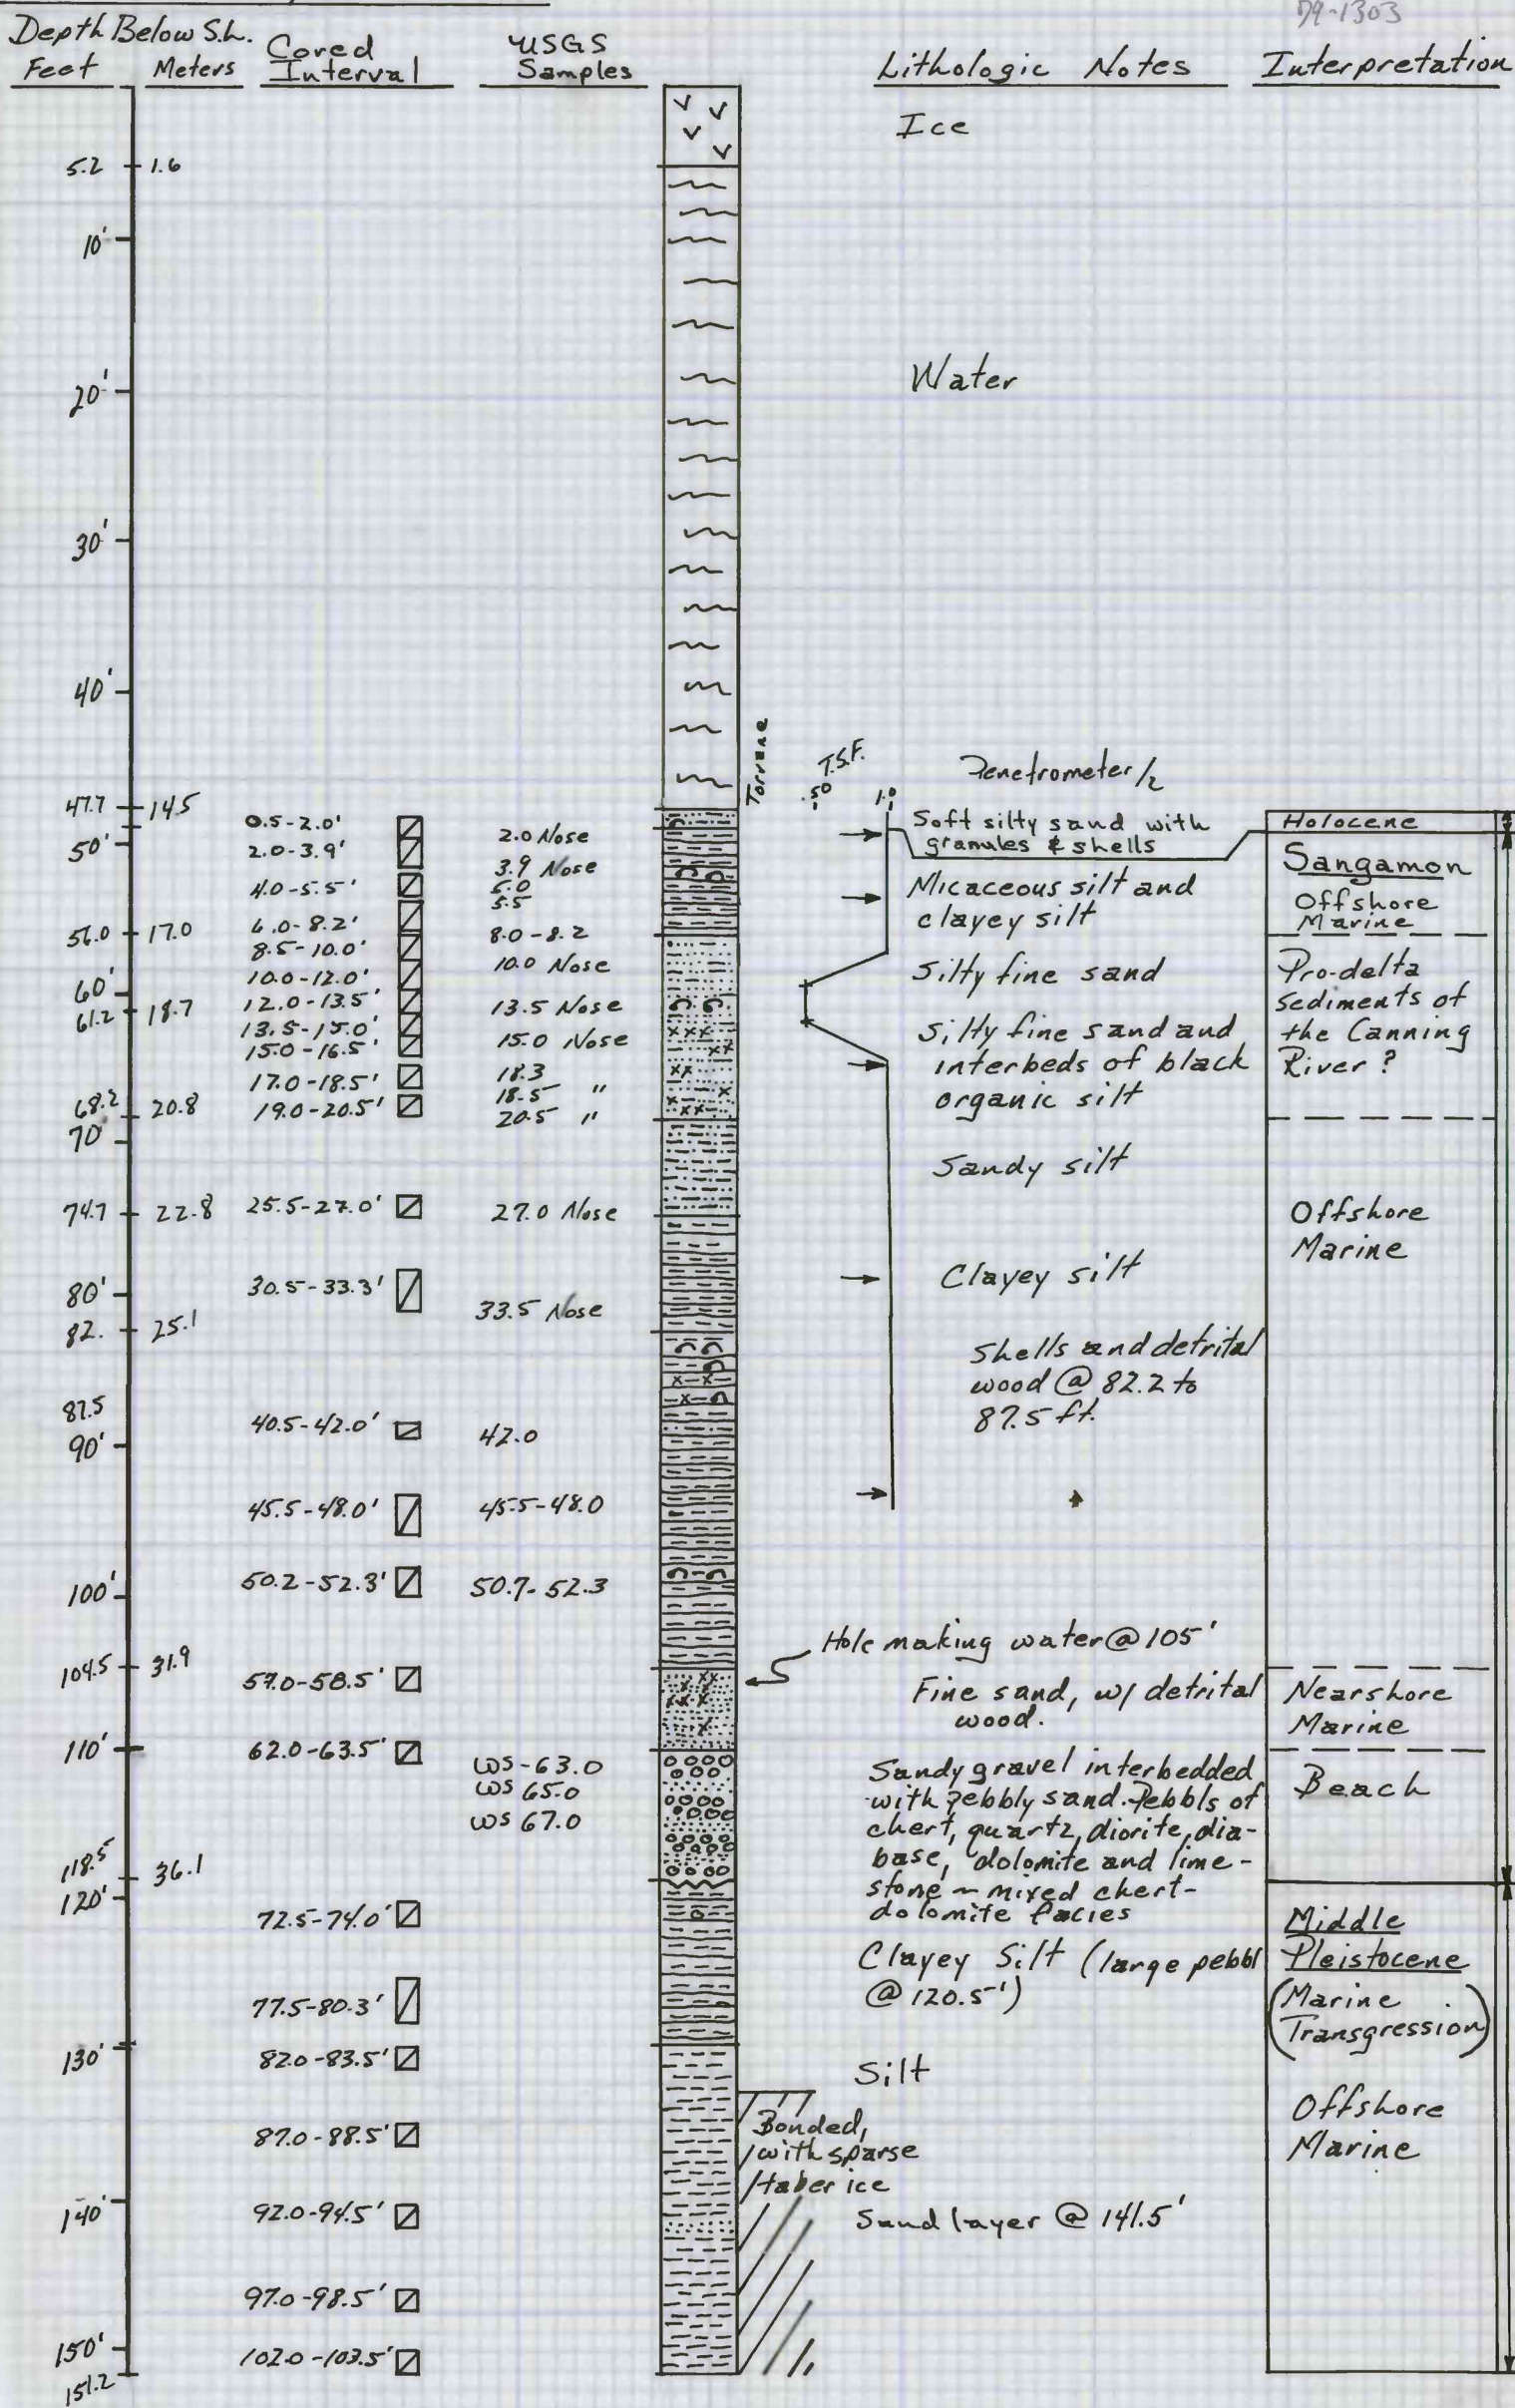 79-1303
Depth Below S.L.
Feet Meters
Cored
Interval
USGS
Samples
Lithologic Notes
Interpretation
Ice
5.2 1.6
10'
20'
Water
30'
40'
Torvane
T.S.F.
.50 1.0
Penetrometer/2
47.7 14.5
0.5-2.0'
2.0 Nose
Soft silty sand with
granules & shells
Holocene
50'
2.0-3.9'
3.9 Nose
4.0-5.5'
5.0
5.5
Micaceous silt and
clayey silt
Sangamon
Offshore
Marine
56.0 17.0
6.0-8.2'
8.0-8.2
8.5-10.0'
10.0 Nose
Silty fine sand
Pro-delta
Sediments of
the Canning
River?
10.0-12.0'
60'
12.0-13.5'
13.5 Nose
61.2 18.7
13.5-15.0'
15.0 Nose
15.0-16.5'
Silty fine sand and
interbeds of black
organic silt
17.0-18.5'
18.3
18.5 "
68.2 20.8
19.0-20.5'
20.5 "
70'
Sandy silt
74.7 22.8
25.5-27.0'
27.0 Nose
Offshore
Marine
80'
30.5-33.3'
33.5 Nose
Clayey silt
82. 25.1
Shells and detrital
wood @ 82.2 to
87.5 ft.
87.5
40.5-42.0'
42.0
90'
45.5-48.0'
45.5-48.0
100'
50.2-52.3'
50.7-52.3
Hole making water @ 105'
104.5 31.9
57.0-58.5'
Fine sand, w/ detrital
wood.
Nearshore
Marine
110'
62.0-63.5'
WS-63.0
WS 65.0
WS 67.0
Sandy gravel interbedded
with pebbly sand. Pebbls of
chert, quartz, diorite, dia-
base, dolomite and lime-
stone ~ mixed chert-
dolomite facies
Beach
118.5 36.1
120'
72.5-74.0'
Clayey Silt (large pebbl
@ 120.5')
Middle
Pleistocene
(Marine
Transgression)
77.5-80.3'
130'
82.0-83.5'
Silt
Bonded,
with sparse
taber ice
Offshore
Marine
87.0-88.5'
140'
92.0-94.5'
Sand layer @ 141.5'
97.0-98.5'
150'
102.0-103.5'
151.2